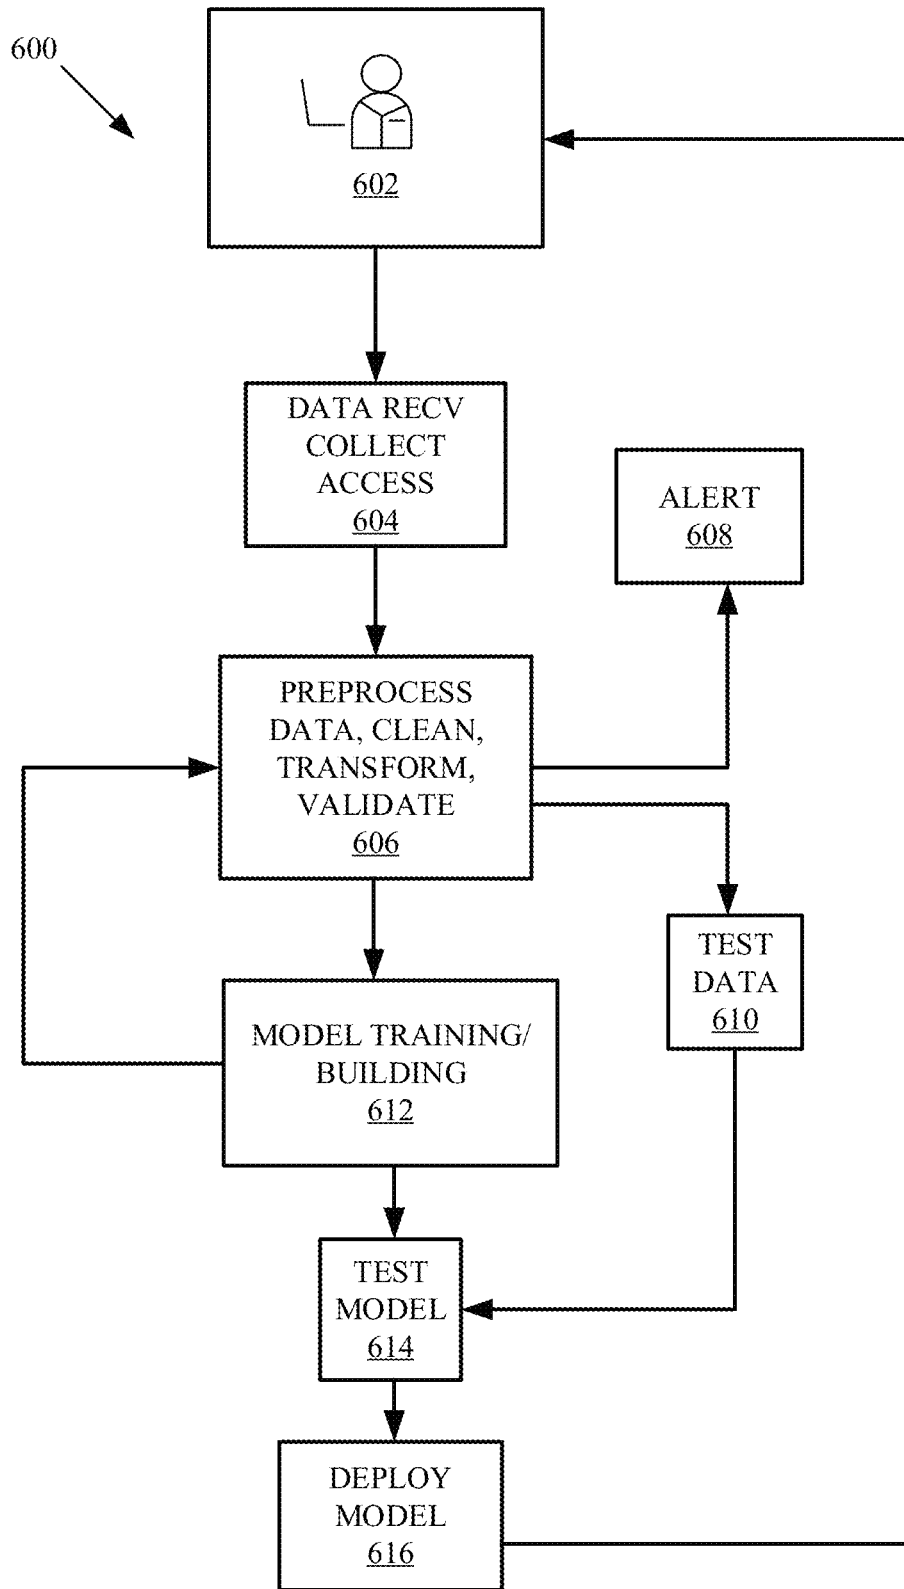 600
602
DATA RECV
COLLECT
ACCESS
604
ALERT
608
PREPROCESS
DATA, CLEAN,
TRANSFORM,
VALIDATE
606
TEST
DATA
610
MODEL TRAINING/
BUILDING
612
TEST
MODEL
614
DEPLOY
MODEL
616